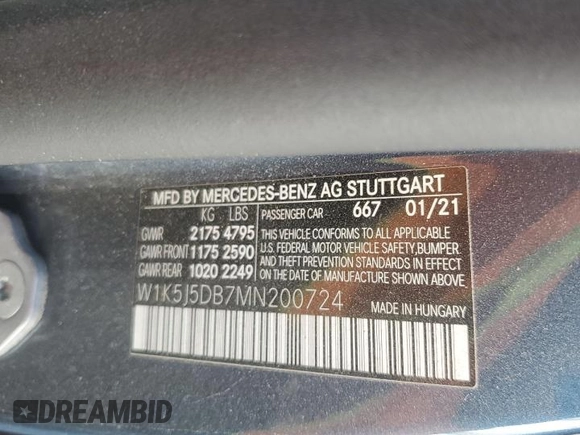 MFD BY MERCEDES-BENZ AG STUTTGART
KG LBS PASSENGER CAR 667 01/21
GVWR 2175 4795 THIS VEHICLE CONFORMS TO ALL APPLICABLE
GAWR FRONT 1175 2590 U.S. FEDERAL MOTOR VEHICLE SAFETY, BUMPER,
GAWR REAR 1020 2249 AND THEFT PREVENTION STANDARDS IN EFFECT
ON THE DATE OF MANUFACTURE SHOWN ABOVE.
W1K5J5DB7MN200724 MADE IN HUNGARY
DREAMBID